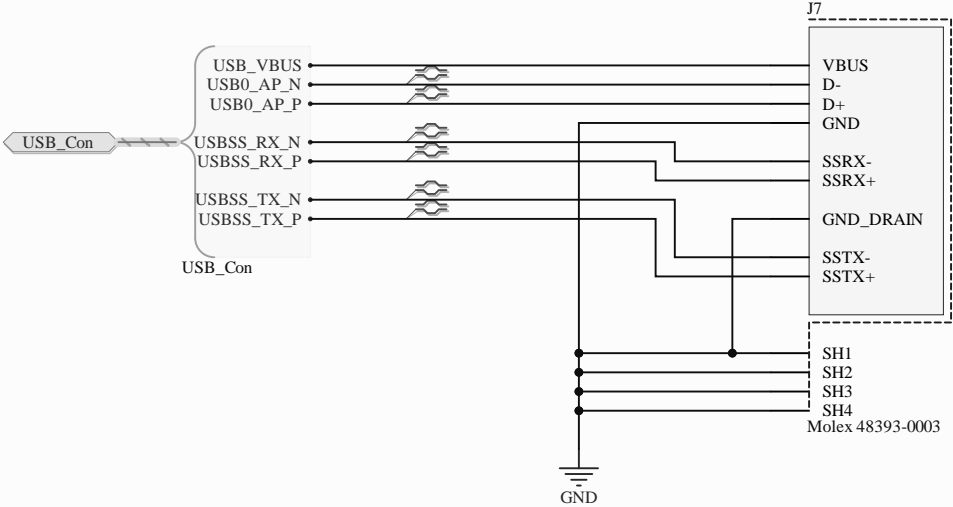 J7
USB_VBUS
VBUS
USB0_AP_N
D-
USB0_AP_P
D+
GND
USB_Con
USBSS_RX_N
USBSS_RX_P
SSRX-
SSRX+
USBSS_TX_N
USBSS_TX_P
GND_DRAIN
USB_Con
SSTX-
SSTX+
SH1
SH2
SH3
SH4
Molex 48393-0003
GND